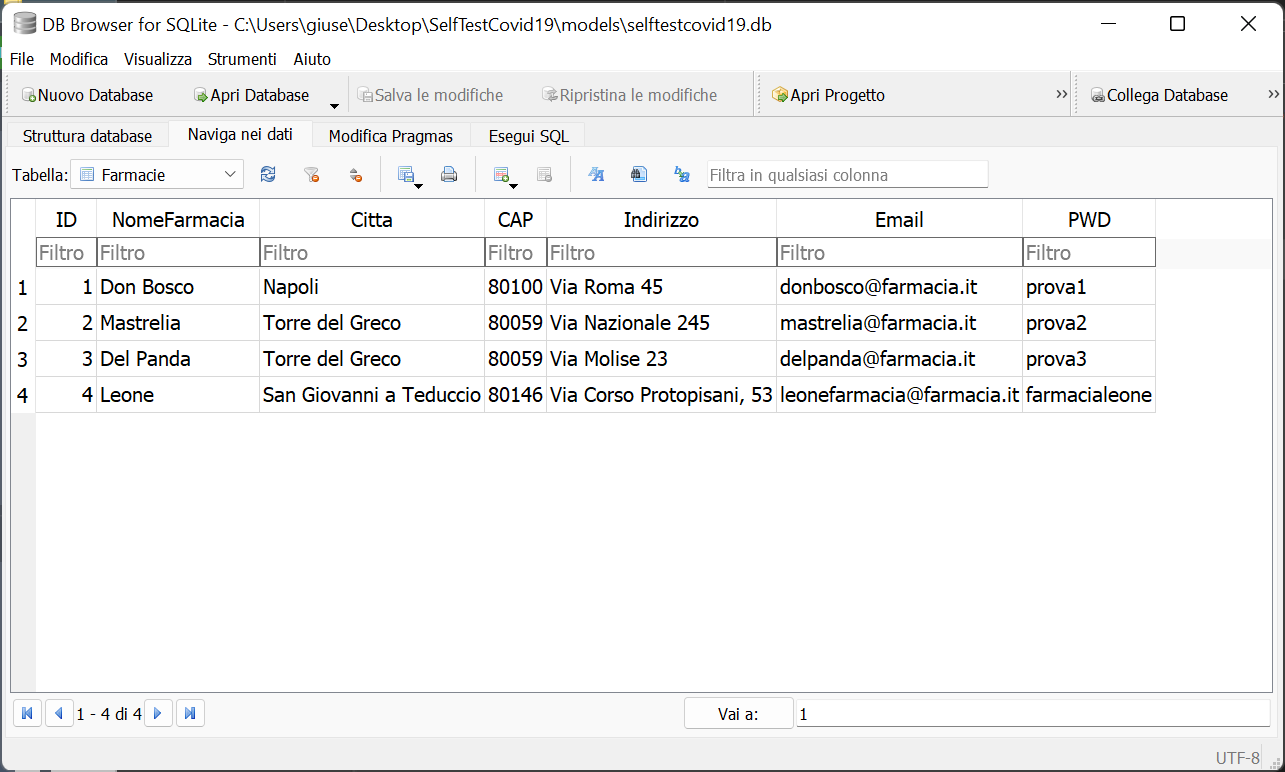 DB Browser for SQLite - C:\Users\giuse\Desktop\SelfTestCovid19\models\selftestcovid19.db
File Modifica Visualizza Strumenti Aiuto
Nuovo Database Apri Database Salva le modifiche Ripristina le modifiche Apri Progetto » Collega Database »
Struttura database Naviga nei dati Modifica Pragmas Esegui SQL
Tabella: Farmacie Filtra in qualsiasi colonna
ID NomeFarmacia Citta CAP Indirizzo Email PWD
Filtro Filtro Filtro Filtro Filtro Filtro Filtro
1 1 Don Bosco Napoli 80100 Via Roma 45 donbosco@farmacia.it prova1
2 2 Mastrelia Torre del Greco 80059 Via Nazionale 245 mastrelia@farmacia.it prova2
3 3 Del Panda Torre del Greco 80059 Via Molise 23 delpanda@farmacia.it prova3
4 4 Leone San Giovanni a Teduccio 80146 Via Corso Protopisani, 53 leonefarmacia@farmacia.it farmacialeone
1 - 4 di 4 Vai a: 1
UTF-8